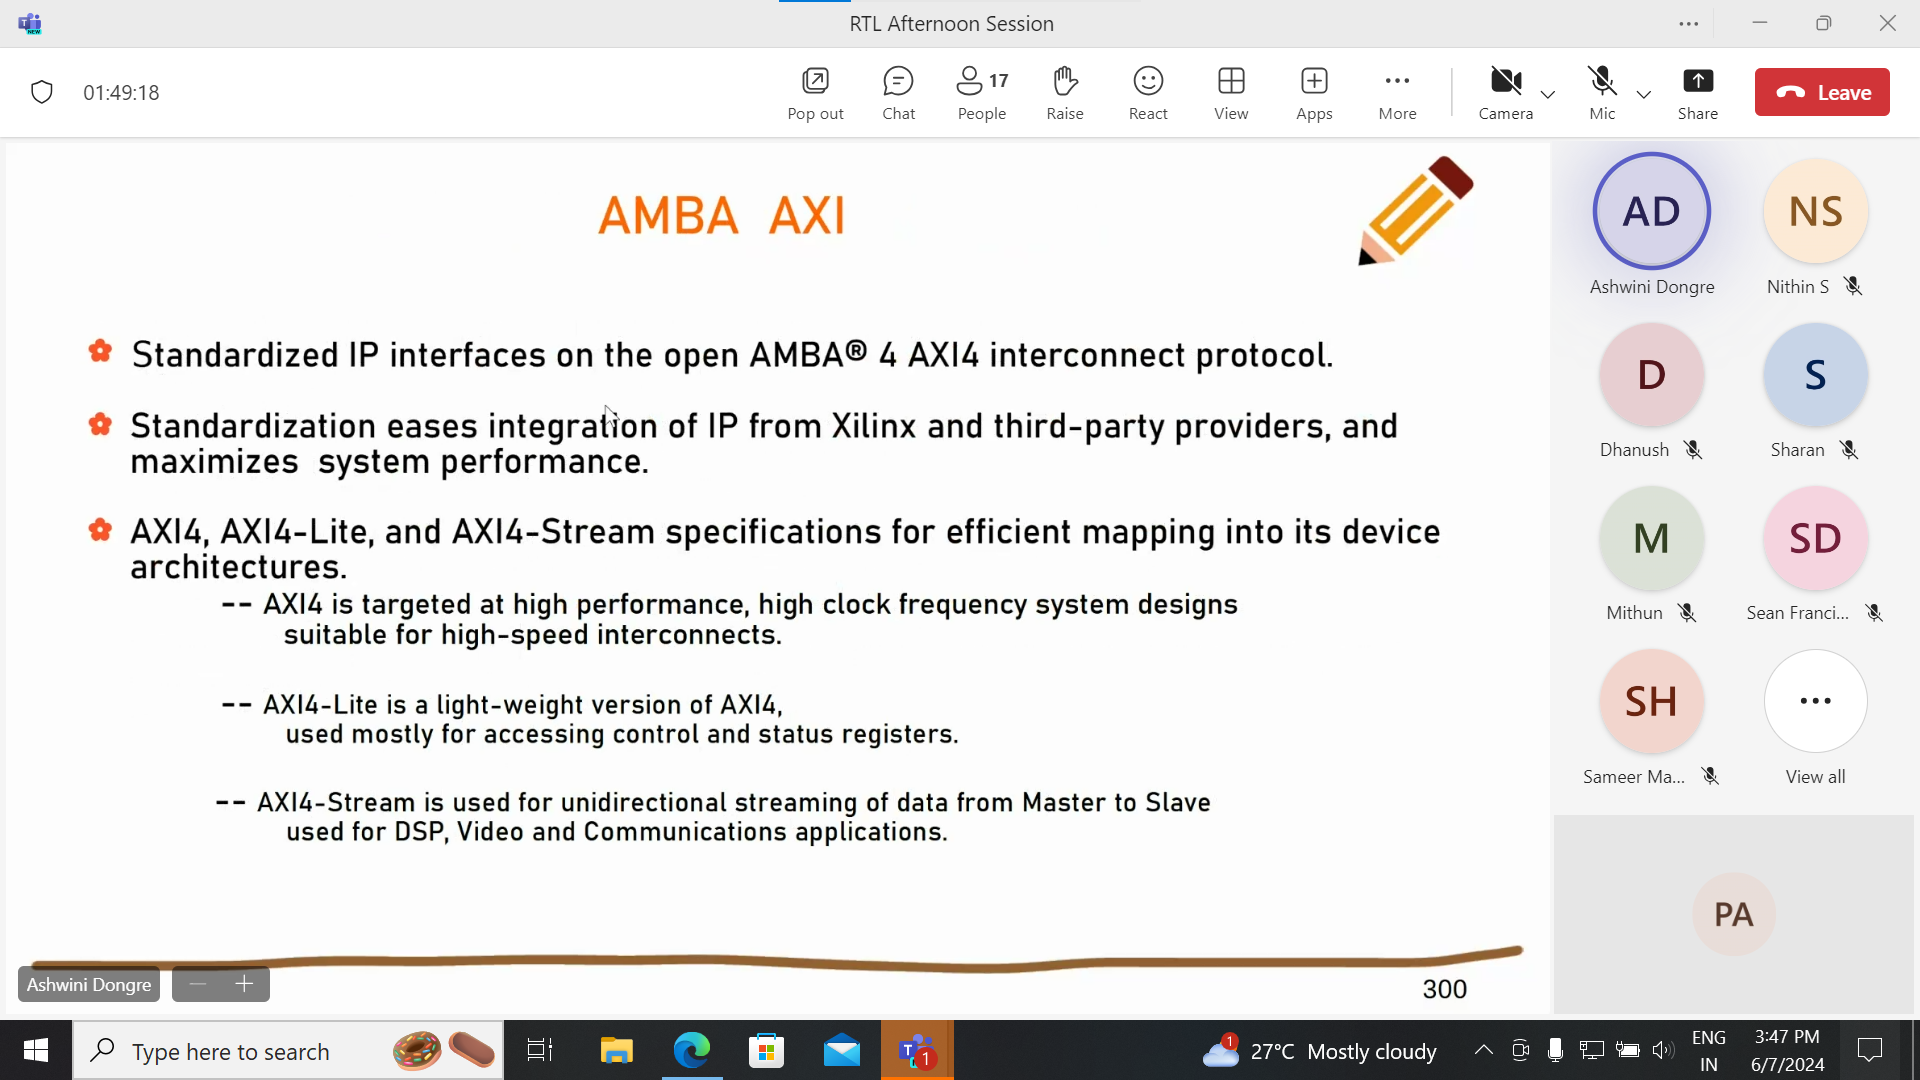 NEW
RTL Afternoon Session
01:49:18
Pop out
Chat
17
People
Raise
React
View
Apps
More
Camera
Mic
Share
Leave
AMBA AXI
Standardized IP interfaces on the open AMBA® 4 AXI4 interconnect protocol.
Standardization eases integration of IP from Xilinx and third-party providers, and
maximizes system performance.
AXI4, AXI4-Lite, and AXI4-Stream specifications for efficient mapping into its device
architectures.
-- AXI4 is targeted at high performance, high clock frequency system designs
suitable for high-speed interconnects.
-- AXI4-Lite is a light-weight version of AXI4,
used mostly for accessing control and status registers.
-- AXI4-Stream is used for unidirectional streaming of data from Master to Slave
used for DSP, Video and Communications applications.
300
Ashwini Dongre
AD
NS
Ashwini Dongre
Nithin S
D
S
Dhanush
Sharan
M
SD
Mithun
Sean Franci...
SH
Sameer Ma...
View all
PA
Type here to search
1
1
27°C Mostly cloudy
ENG
IN
3:47 PM
6/7/2024